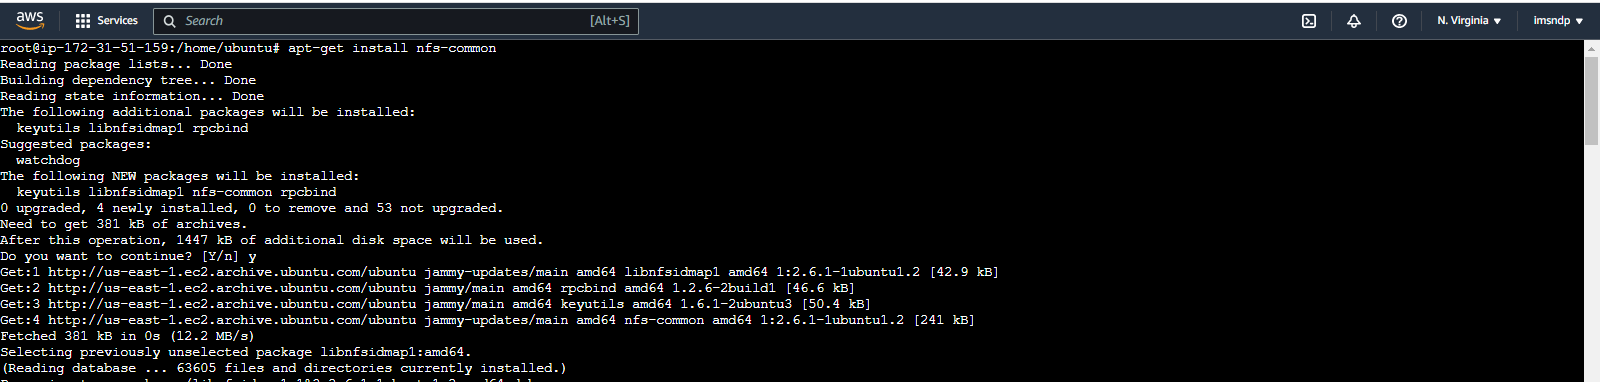 aws Services Search [Alt+S] N. Virginia imsndp
root@ip-172-31-51-159:/home/ubuntu# apt-get install nfs-common
Reading package lists... Done
Building dependency tree... Done
Reading state information... Done
The following additional packages will be installed:
  keyutils libnfsidmap1 rpcbind
Suggested packages:
  watchdog
The following NEW packages will be installed:
  keyutils libnfsidmap1 nfs-common rpcbind
0 upgraded, 4 newly installed, 0 to remove and 53 not upgraded.
Need to get 381 kB of archives.
After this operation, 1447 kB of additional disk space will be used.
Do you want to continue? [Y/n] y
Get:1 http://us-east-1.ec2.archive.ubuntu.com/ubuntu jammy-updates/main amd64 libnfsidmap1 amd64 1:2.6.1-1ubuntu1.2 [42.9 kB]
Get:2 http://us-east-1.ec2.archive.ubuntu.com/ubuntu jammy/main amd64 rpcbind amd64 1.2.6-2build1 [46.6 kB]
Get:3 http://us-east-1.ec2.archive.ubuntu.com/ubuntu jammy/main amd64 keyutils amd64 1.6.1-2ubuntu3 [50.4 kB]
Get:4 http://us-east-1.ec2.archive.ubuntu.com/ubuntu jammy-updates/main amd64 nfs-common amd64 1:2.6.1-1ubuntu1.2 [241 kB]
Fetched 381 kB in 0s (12.2 MB/s)
Selecting previously unselected package libnfsidmap1:amd64.
(Reading database ... 63605 files and directories currently installed.)